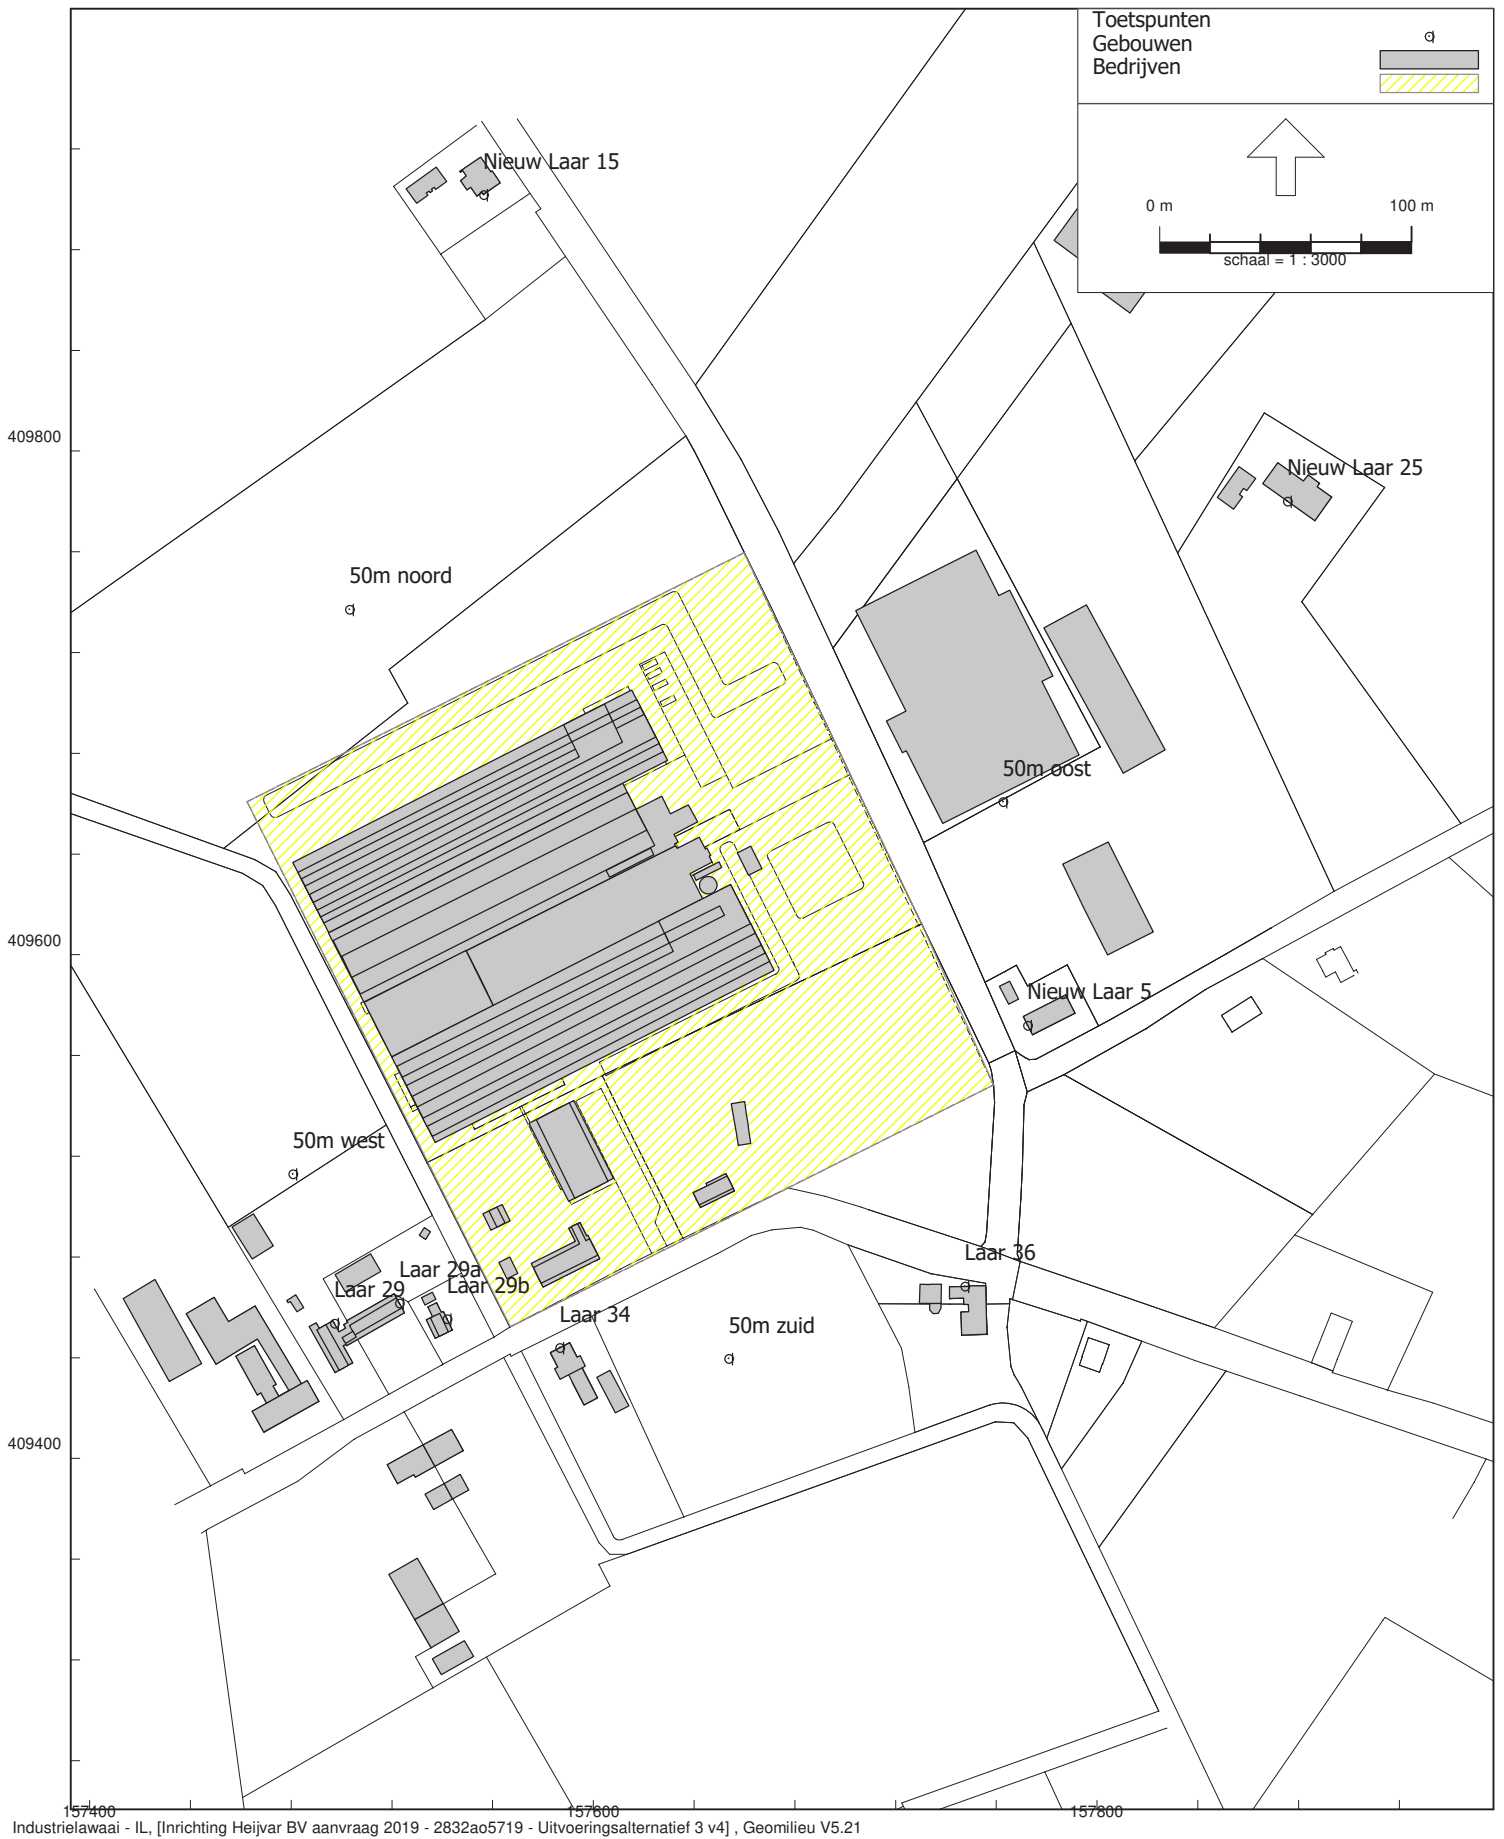 Toetspunten
Gebouwen
Bedrijven
0 m 100 m
schaal = 1 : 3000
Nieuw Laar 15
409800
Nieuw Laar 25
50m noord
50m oost
409600
Nieuw Laar 5
50m west
Laar 36
Laar 29a
Laar 29
Laar 29b
Laar 34
50m zuid
409400
157400 157600 157800
Industrielawaai - IL, [Inrichting Heijvar BV aanvraag 2019 - 2832ao5719 - Uitvoeringsalternatief 3 v4] , Geomilieu V5.21